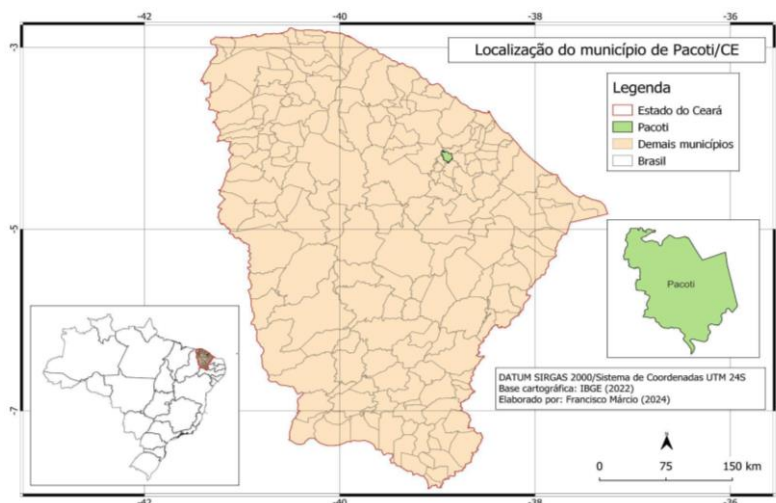 -42
-40
-38
-36
-3
Localização do município de Pacoti/CE
Legenda
Estado do Ceará
Pacoti
Demais municípios
Brasil
-5
Pacoti
DATUM SIRGAS 2000/Sistema de Coordenadas UTM 24S
Base cartográfica: IBGE (2022)
Elaborado por: Francisco Márcio (2024)
-7
N
0 75 150 km
-42
-40
-38
-36